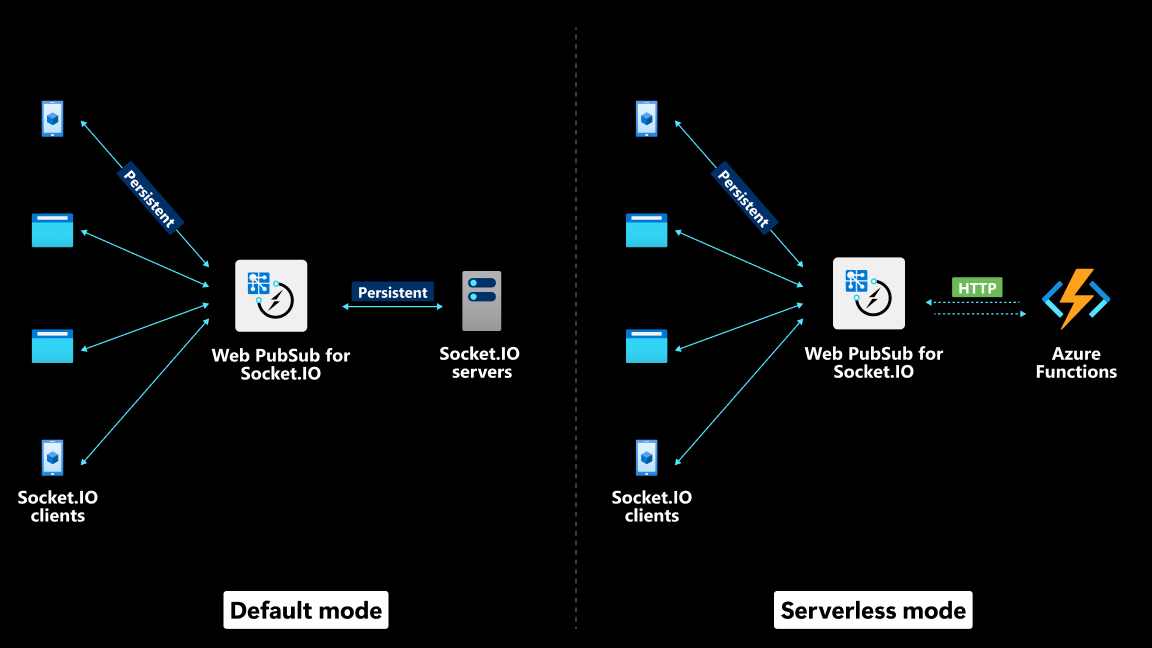 Persistent
Persistent
Web PubSub for
Socket.IO
Socket.IO
servers
Socket.IO
clients
Default mode
Persistent
HTTP
Web PubSub for
Socket.IO
Azure
Functions
Socket.IO
clients
Serverless mode